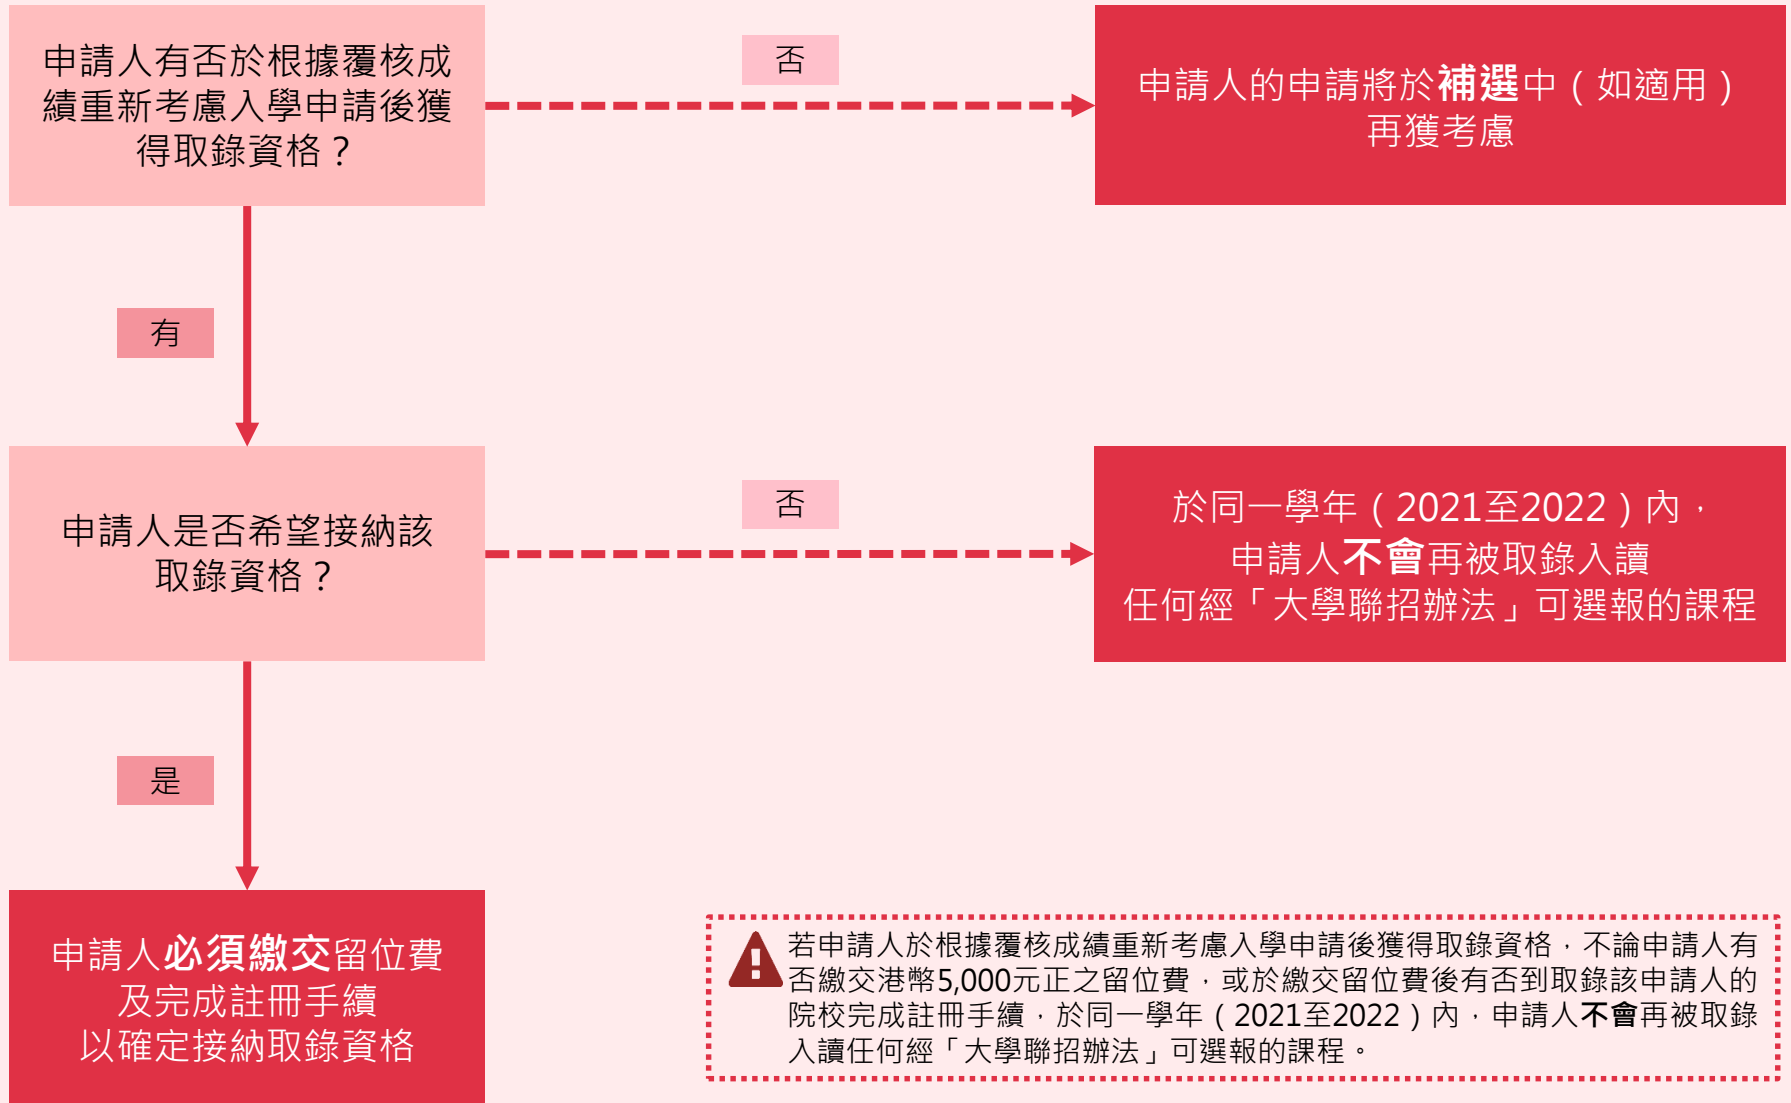 申請人有否於根據覆核成
績重新考慮入學申請後獲
得取錄資格？
否
申請人的申請將於補選中（如適用）
再獲考慮
有
申請人是否希望接納該
取錄資格？
否
於同一學年（2021至2022）內，
申請人不會再被取錄入讀
任何經「大學聯招辦法」可選報的課程
是
申請人必須繳交留位費
及完成註冊手續
以確定接納取錄資格
若申請人於根據覆核成績重新考慮入學申請後獲得取錄資格，不論申請人有
否繳交港幣5,000元正之留位費，或於繳交留位費後有否到取錄該申請人的
院校完成註冊手續，於同一學年（2021至2022）內，申請人不會再被取錄
入讀任何經「大學聯招辦法」可選報的課程。